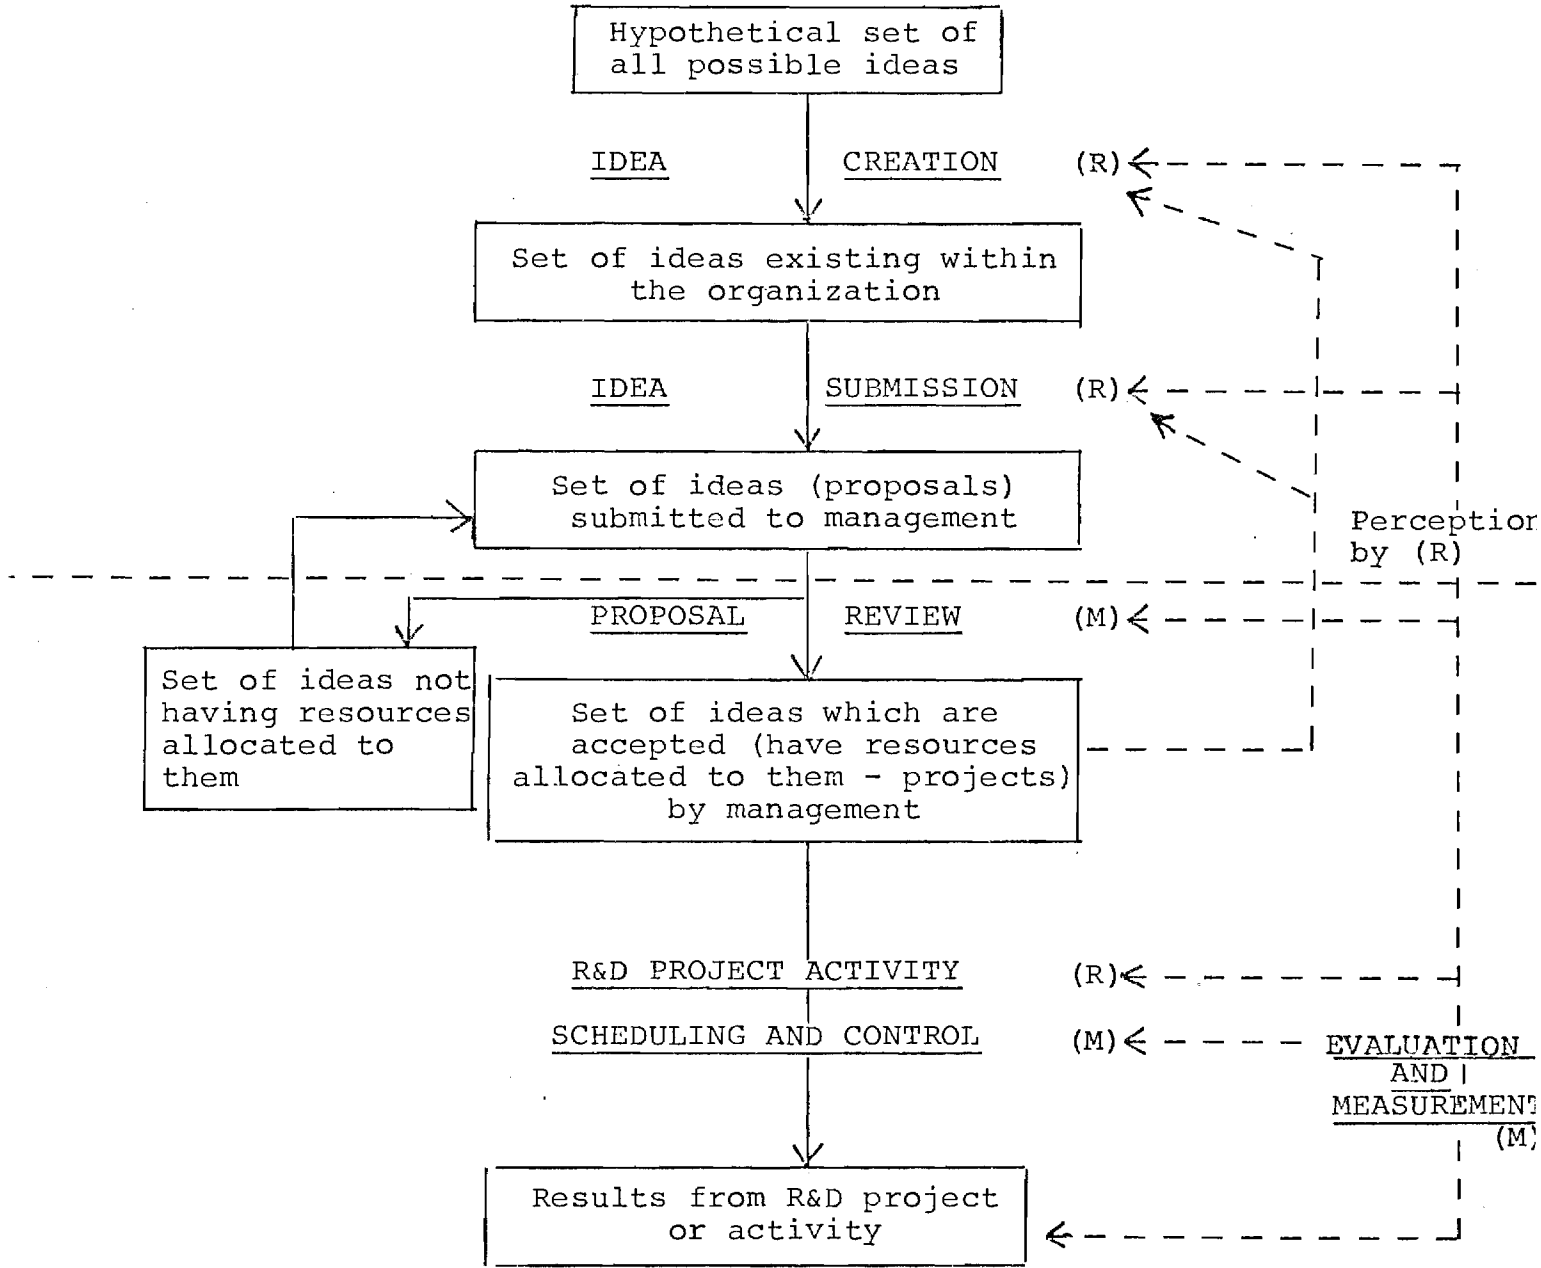 Hypothetical set of
all possible ideas
IDEA CREATION (R)
Set of ideas existing within
the organization
IDEA SUBMISSION (R)
Set of ideas (proposals)
submitted to management
Perception
by (R)
PROPOSAL REVIEW (M)
Set of ideas not
having resources
allocated to
them
Set of ideas which are
accepted (have resources
allocated to them - projects)
by management
R&D PROJECT ACTIVITY (R)
SCHEDULING AND CONTROL (M)
EVALUATION
AND
MEASUREMENT
(M)
Results from R&D project
or activity